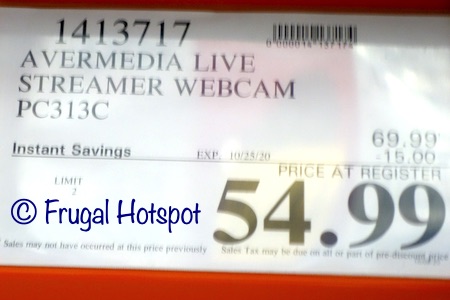 1413717
AVERMEDIA LIVE
STREAMER WEBCAM
PC313C
69.99
Instant Savings EXP. 10/25/20 -15.00
PRICE AT REGISTER
LIMIT
2
54.99
© Frugal Hotspot
Sales may not have occurred at this price previously
Sales Tax may be due on all or part of pre-discount price